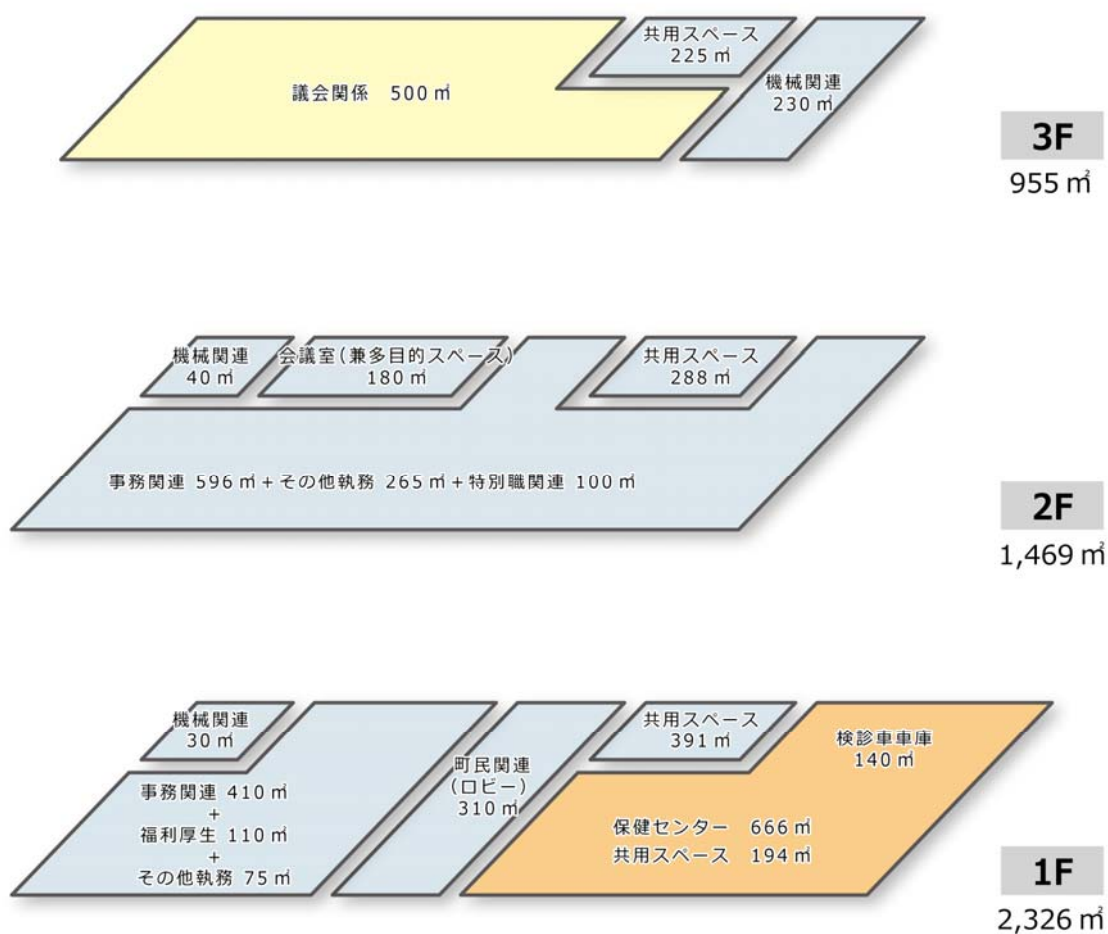 共用スペース
225㎡
議会関係 500㎡
機械関連
230㎡
3F
955㎡
機械関連
40㎡
会議室(兼多目的スペース)
180㎡
共用スペース
288㎡
事務関連 596㎡+その他執務 265㎡+特別職関連 100㎡
2F
1,469㎡
機械関連
30㎡
共用スペース
391㎡
検診車車庫
140㎡
町民関連
(ロビー)
310㎡
事務関連 410㎡
+
福利厚生 110㎡
+
その他執務 75㎡
保健センター 666㎡
共用スペース 194㎡
1F
2,326㎡